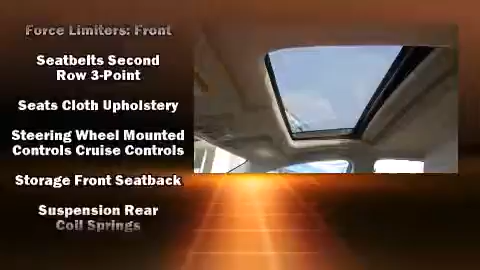 Force Limiters: Front
Seatbelts Second
Row 3-Point
Seats Cloth Upholstery
Steering Wheel Mounted
Controls Cruise Controls
Storage Front Seatback
Suspension Rear
Coil Springs